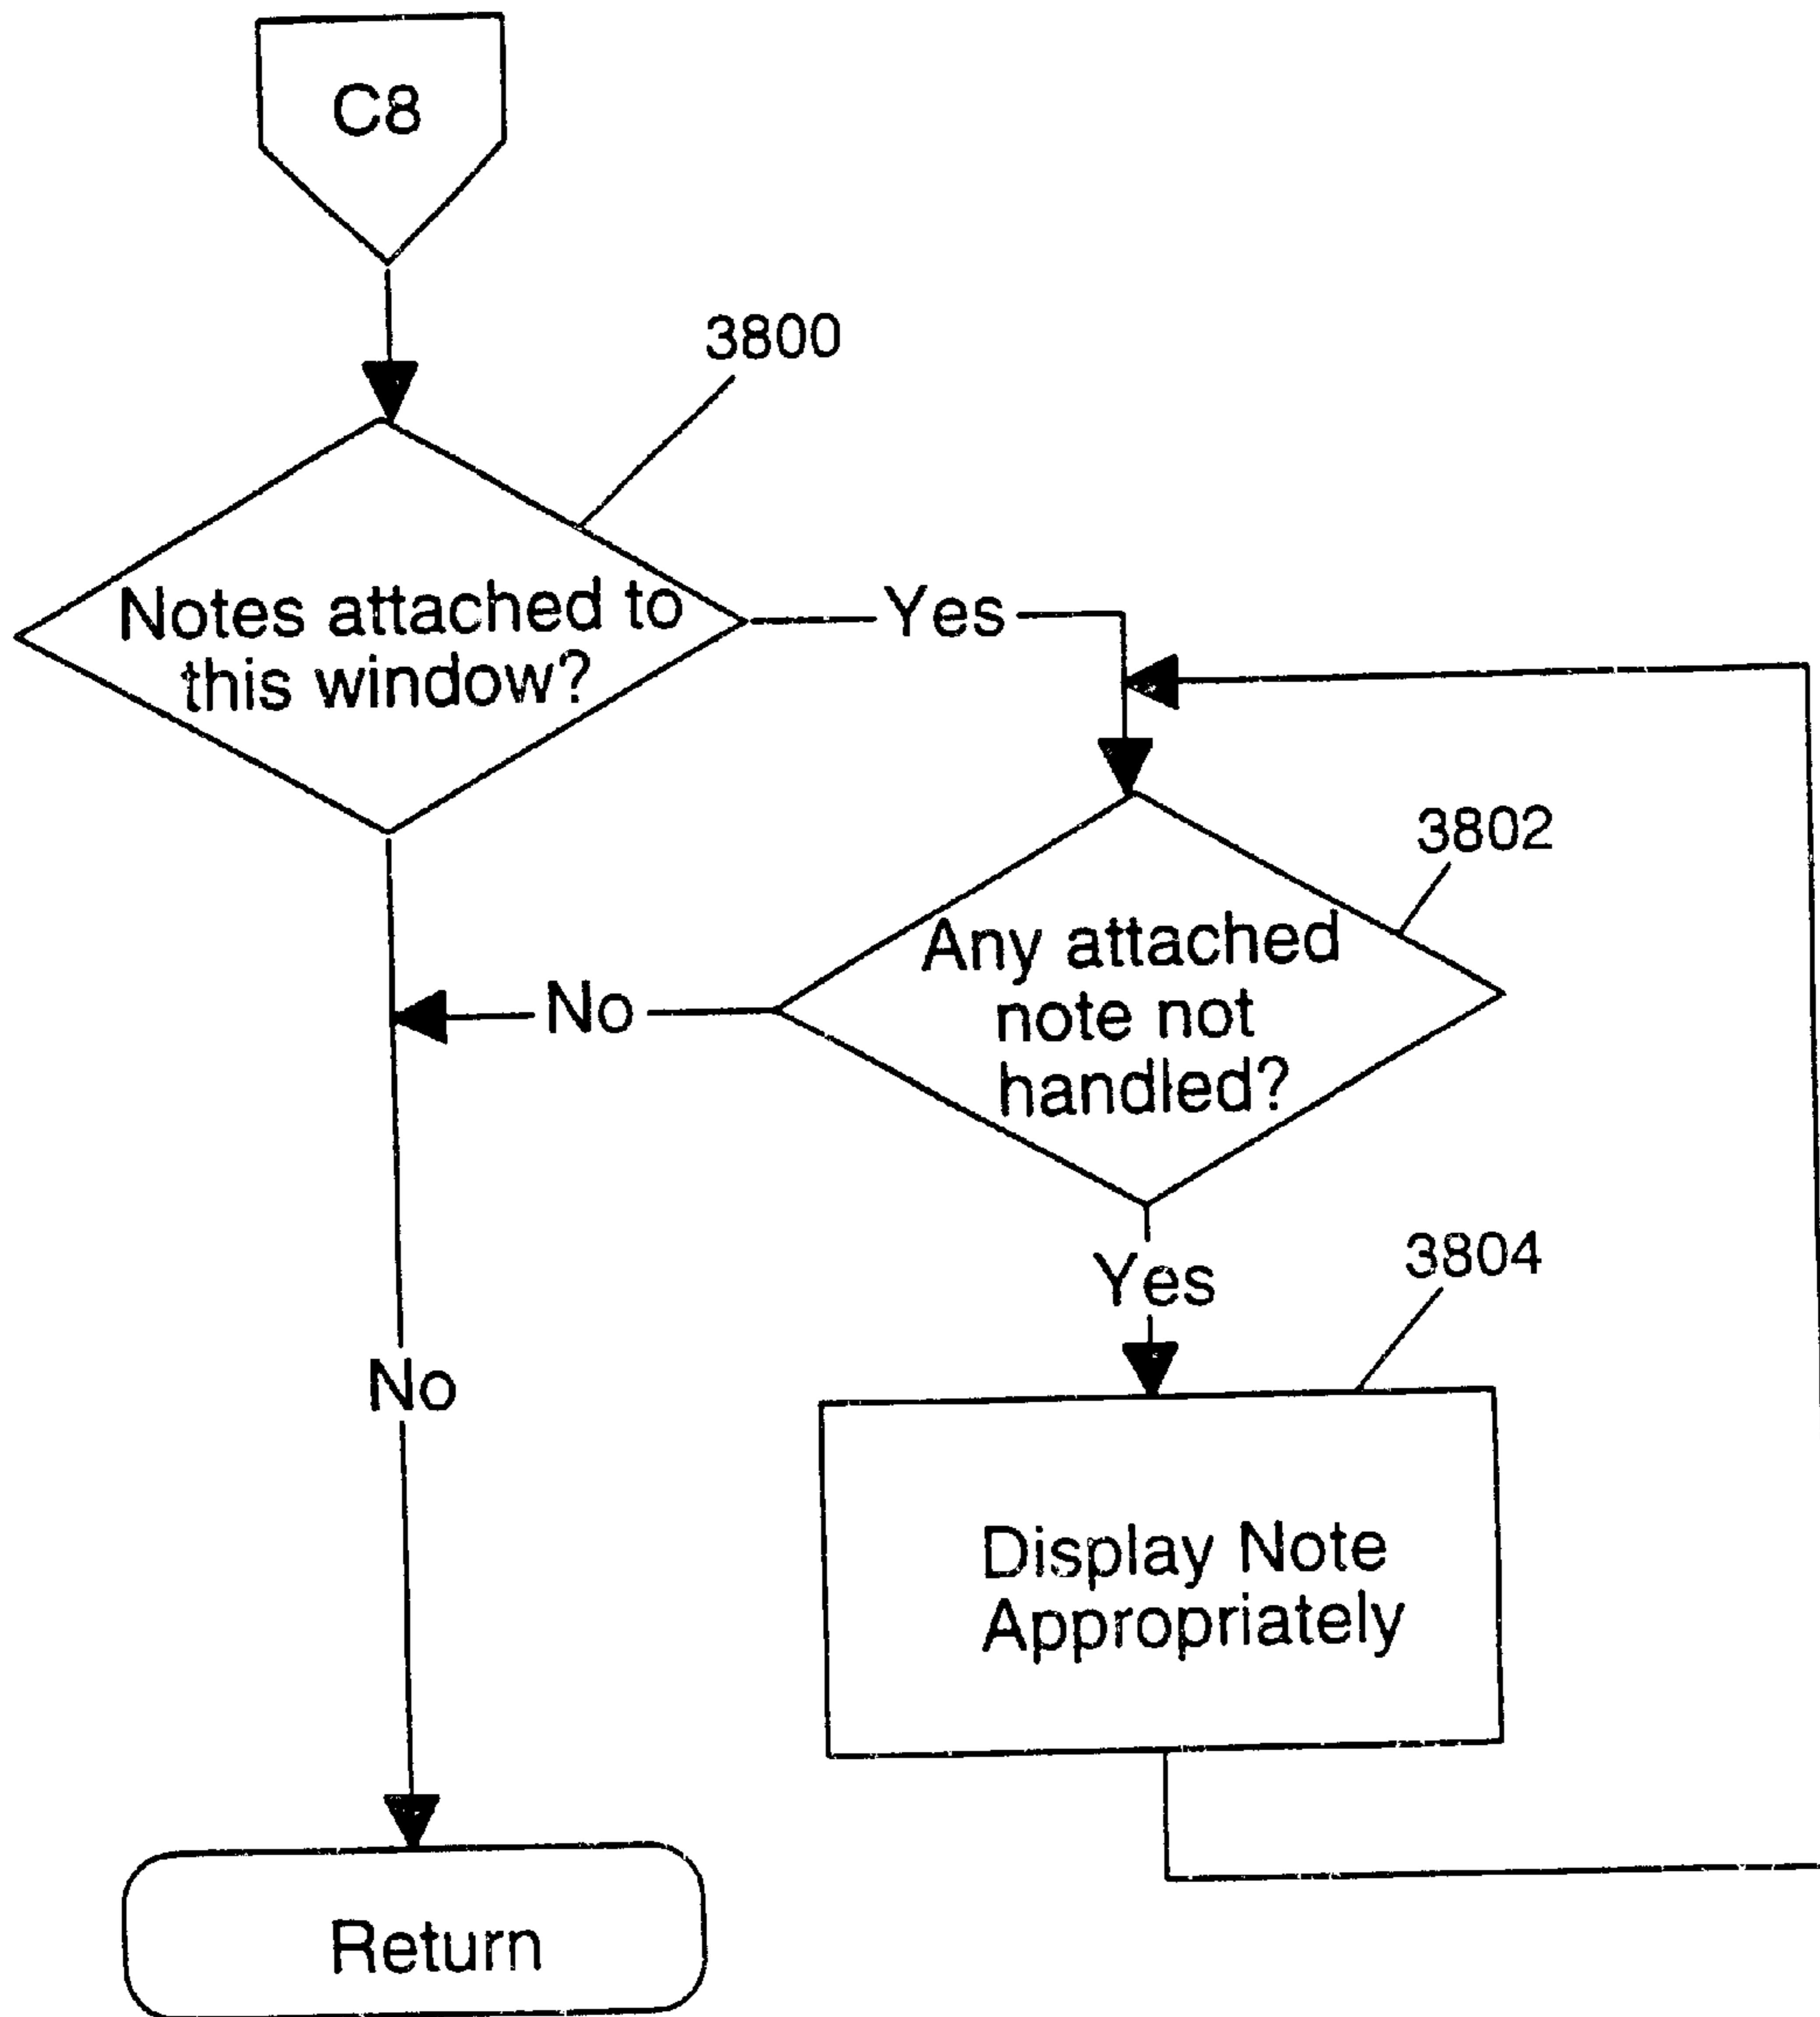 C8
3800
Notes attached to
this window?
Yes
3802
Any attached
note not
handled?
No
Yes
3804
No
Display Note
Appropriately
Return